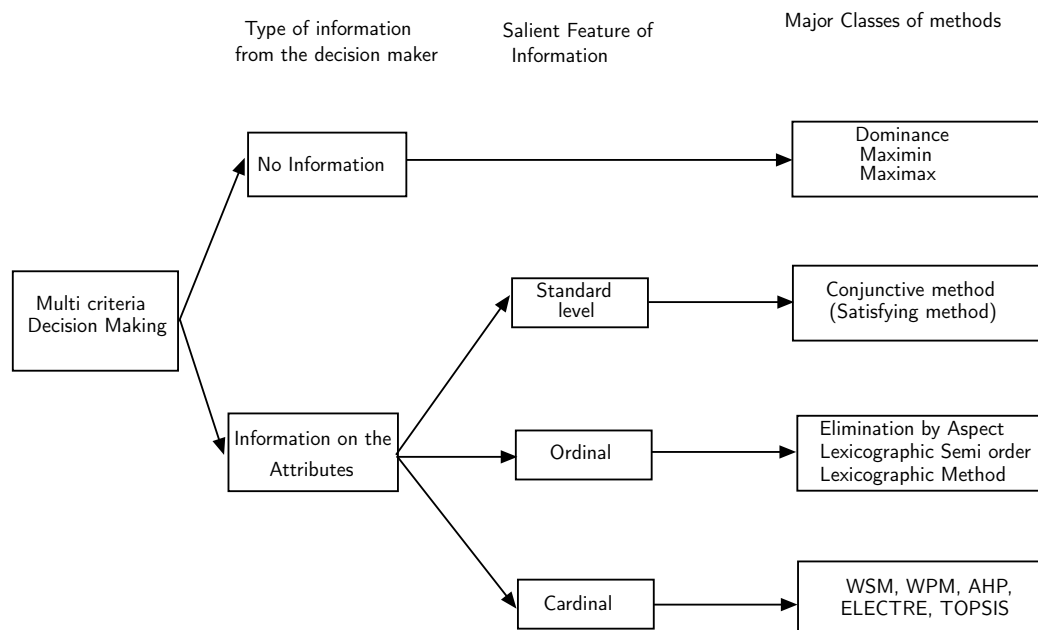 Type of information
from the decision maker
Salient Feature of
Information
Major Classes of methods
No Information
Dominance
Maximin
Maximax
Multi criteria
Decision Making
Standard
level
Conjunctive method
(Satisfying method)
Information on the
Attributes
Ordinal
Elimination by Aspect
Lexicographic Semi order
Lexicographic Method
Cardinal
WSM, WPM, AHP,
ELECTRE, TOPSIS